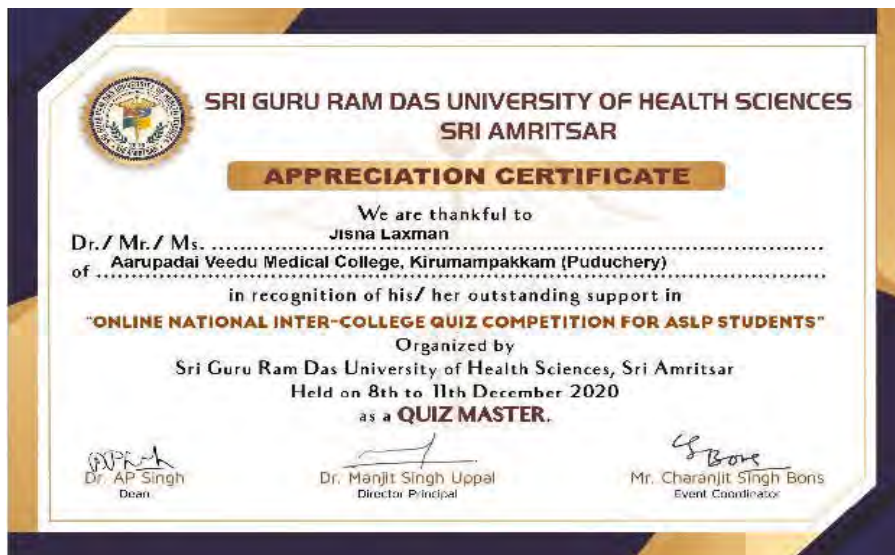 SRI GURU RAM DAS UNIVERSITY OF HEALTH SCIENCES
SRI AMRITSAR
APPRECIATION CERTIFICATE
We are thankful to
Dr./ Mr./ Ms. Jisna Laxman
of Aarupadai Veedu Medical College, Kirumampakkam (Puduchery)
in recognition of his/ her outstanding support in
"ONLINE NATIONAL INTER-COLLEGE QUIZ COMPETITION FOR ASLP STUDENTS"
Organized by
Sri Guru Ram Das University of Health Sciences, Sri Amritsar
Held on 8th to 11th December 2020
as a QUIZ MASTER.
Dr. AP Singh
Dean
Dr. Manjit Singh Uppal
Director Principal
Mr. Charanjit Singh Bons
Event Coordinator